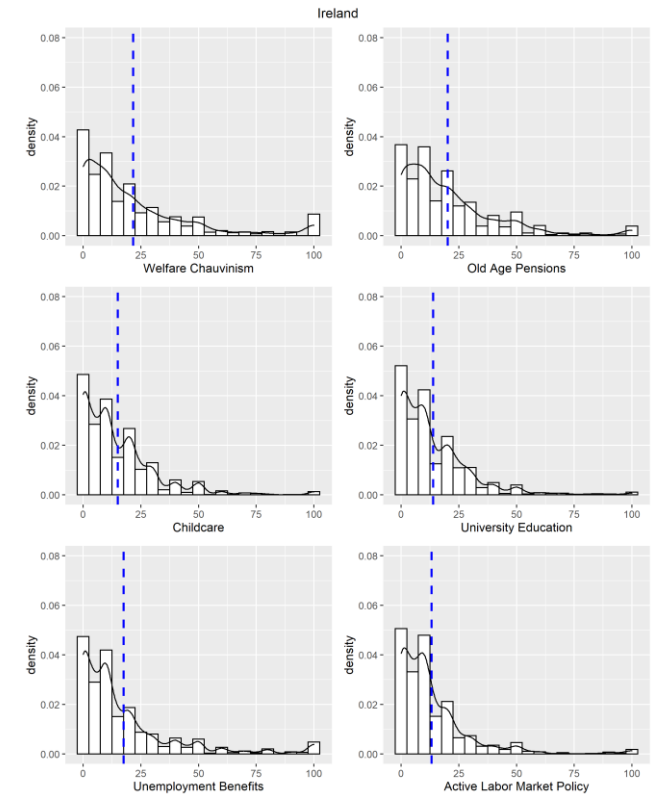 Ireland
0.08
0.06
0.04
0.02
0.00
density
0 25 50 75 100
Welfare Chauvinism
0.08
0.06
0.04
0.02
0.00
density
0 25 50 75 100
Old Age Pensions
0.08
0.06
0.04
0.02
0.00
density
0 25 50 75 100
Childcare
0.08
0.06
0.04
0.02
0.00
density
0 25 50 75 100
University Education
0.08
0.06
0.04
0.02
0.00
density
0 25 50 75 100
Unemployment Benefits
0.08
0.06
0.04
0.02
0.00
density
0 25 50 75 100
Active Labor Market Policy